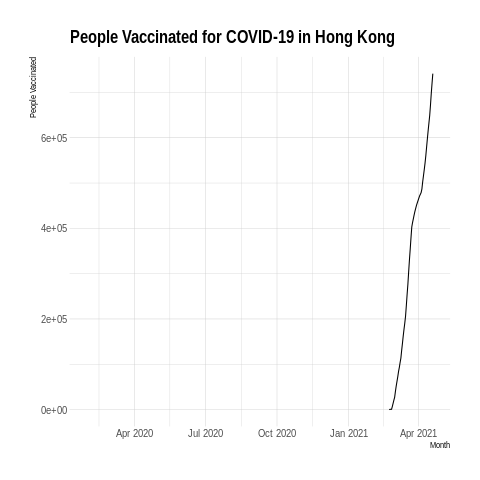 People Vaccinated for COVID-19 in Hong Kong
People Vaccinated
6e+05
4e+05
2e+05
0e+00
Apr 2020 Jul 2020 Oct 2020 Jan 2021 Apr 2021
Month